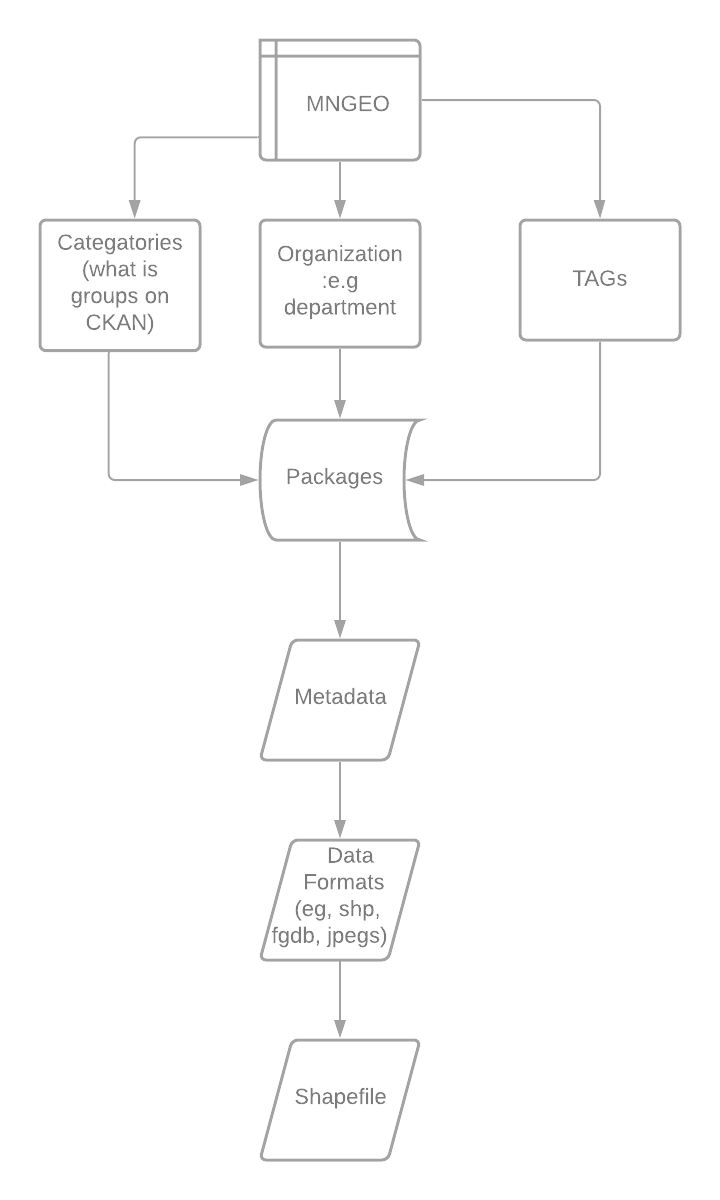 MNGEO
Categatories
(what is
groups on
CKAN)
Organization
:e.g
department
TAGs
Packages
Metadata
Data
Formats
(eg, shp,
fgdb, jpegs)
Shapefile